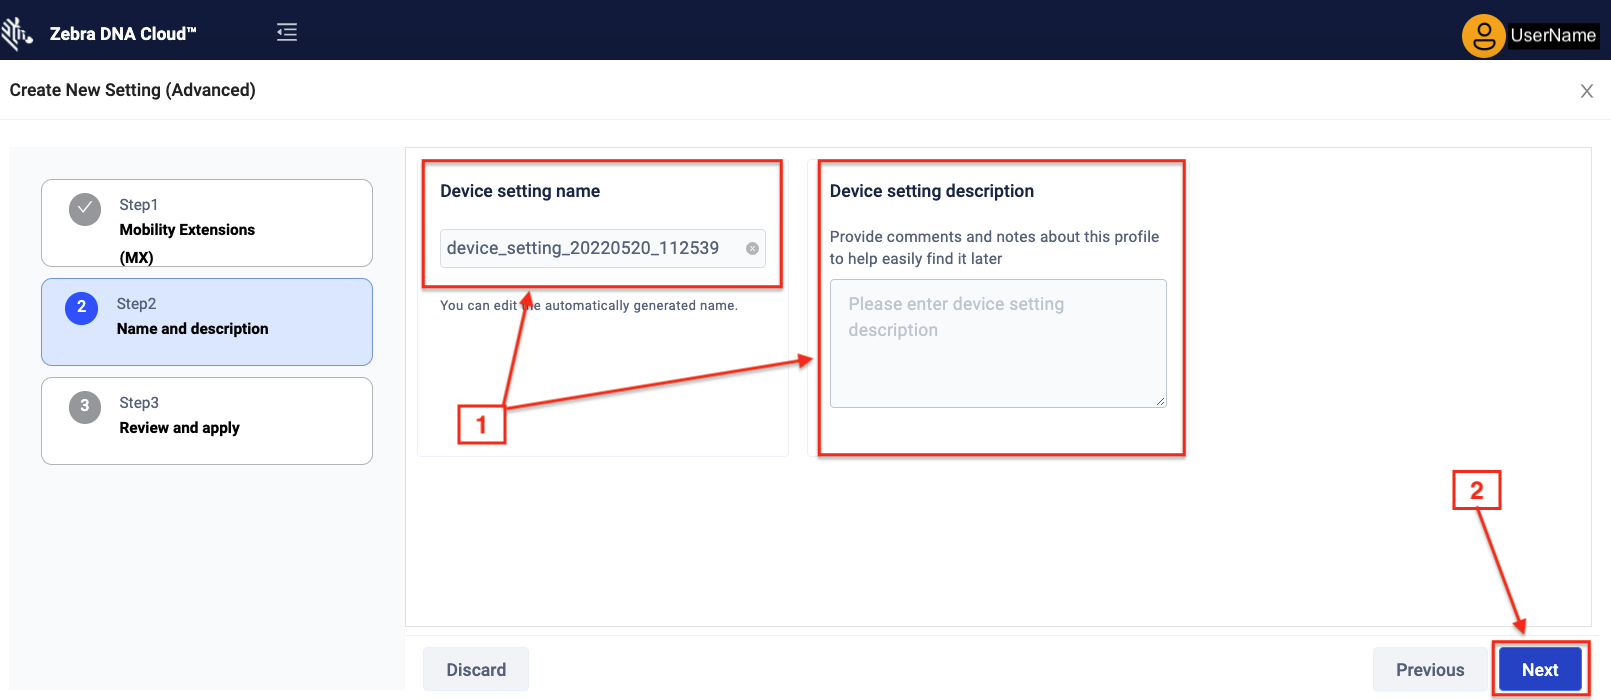 Zebra DNA Cloud™
UserName
Create New Setting (Advanced)
Step1
Mobility Extensions
(MX)
2
Step2
Name and description
3
Step3
Review and apply
Device setting name
device_setting_20220520_112539
You can edit the automatically generated name.
Device setting description
Provide comments and notes about this profile
to help easily find it later
Please enter device setting
description
1
2
Discard
Previous
Next